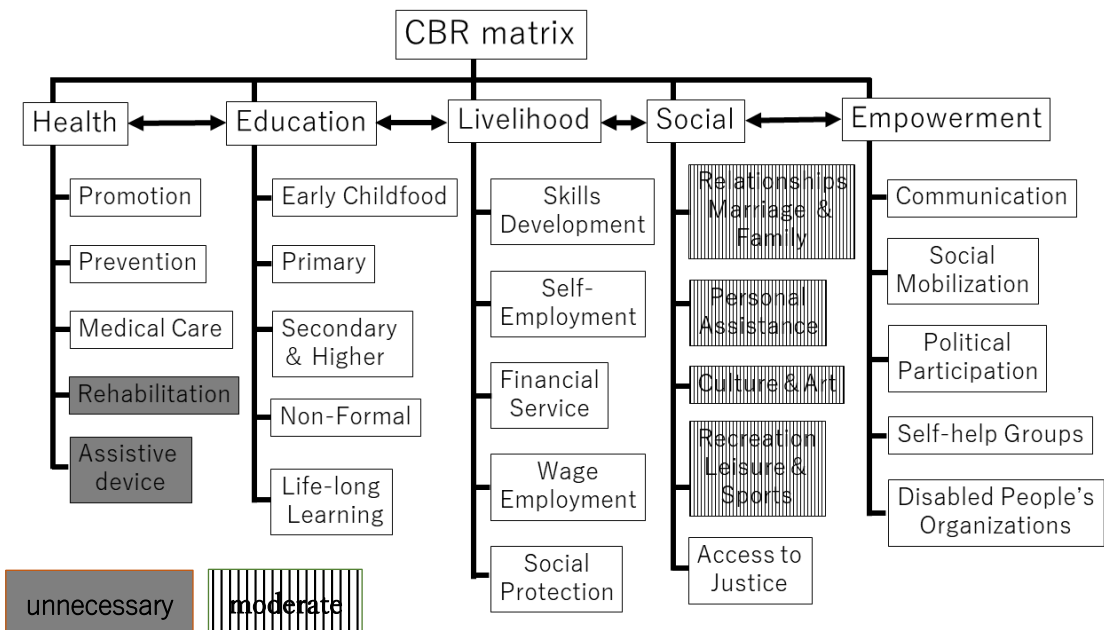 CBR matrix
Health
Education
Livelihood
Social
Empowerment
Promotion
Prevention
Medical Care
Rehabilitation
Assistive
device
Early Childfood
Primary
Secondary
& Higher
Non-Formal
Life-long
Learning
Skills
Development
Self-
Employment
Financial
Service
Wage
Employment
Social
Protection
Relationships
Marriage &
Family
Personal
Assistance
Culture & Art
Recreation
Leisure &
Sports
Access to
Justice
Communication
Social
Mobilization
Political
Participation
Self-help Groups
Disabled People's
Organizations
unnecessary
moderate